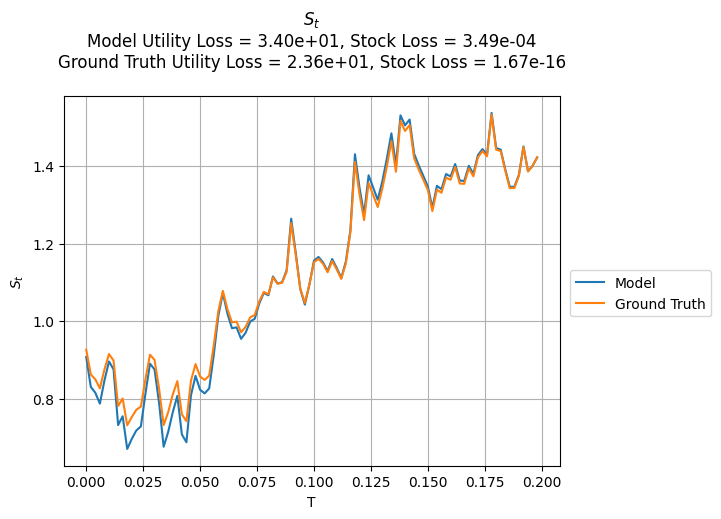 S_t
Model Utility Loss = 3.40e+01, Stock Loss = 3.49e-04
Ground Truth Utility Loss = 2.36e+01, Stock Loss = 1.67e-16
1.4
1.2
1.0
0.8
S_t
0.000 0.025 0.050 0.075 0.100 0.125 0.150 0.175 0.200
T
Model
Ground Truth